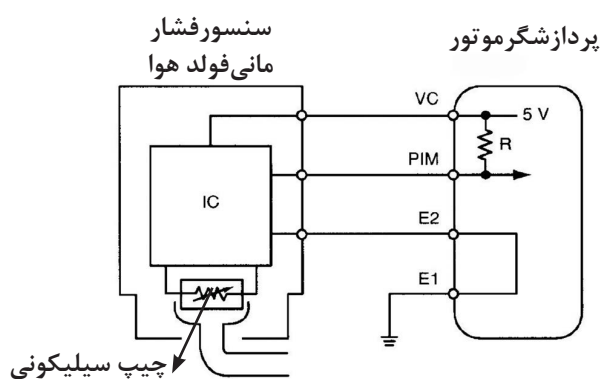 سنسورفشار
مانی‌فولد هوا
پردازشگرموتور
VC
5 V
R
PIM
IC
E2
E1
چیپ سیلیکونی